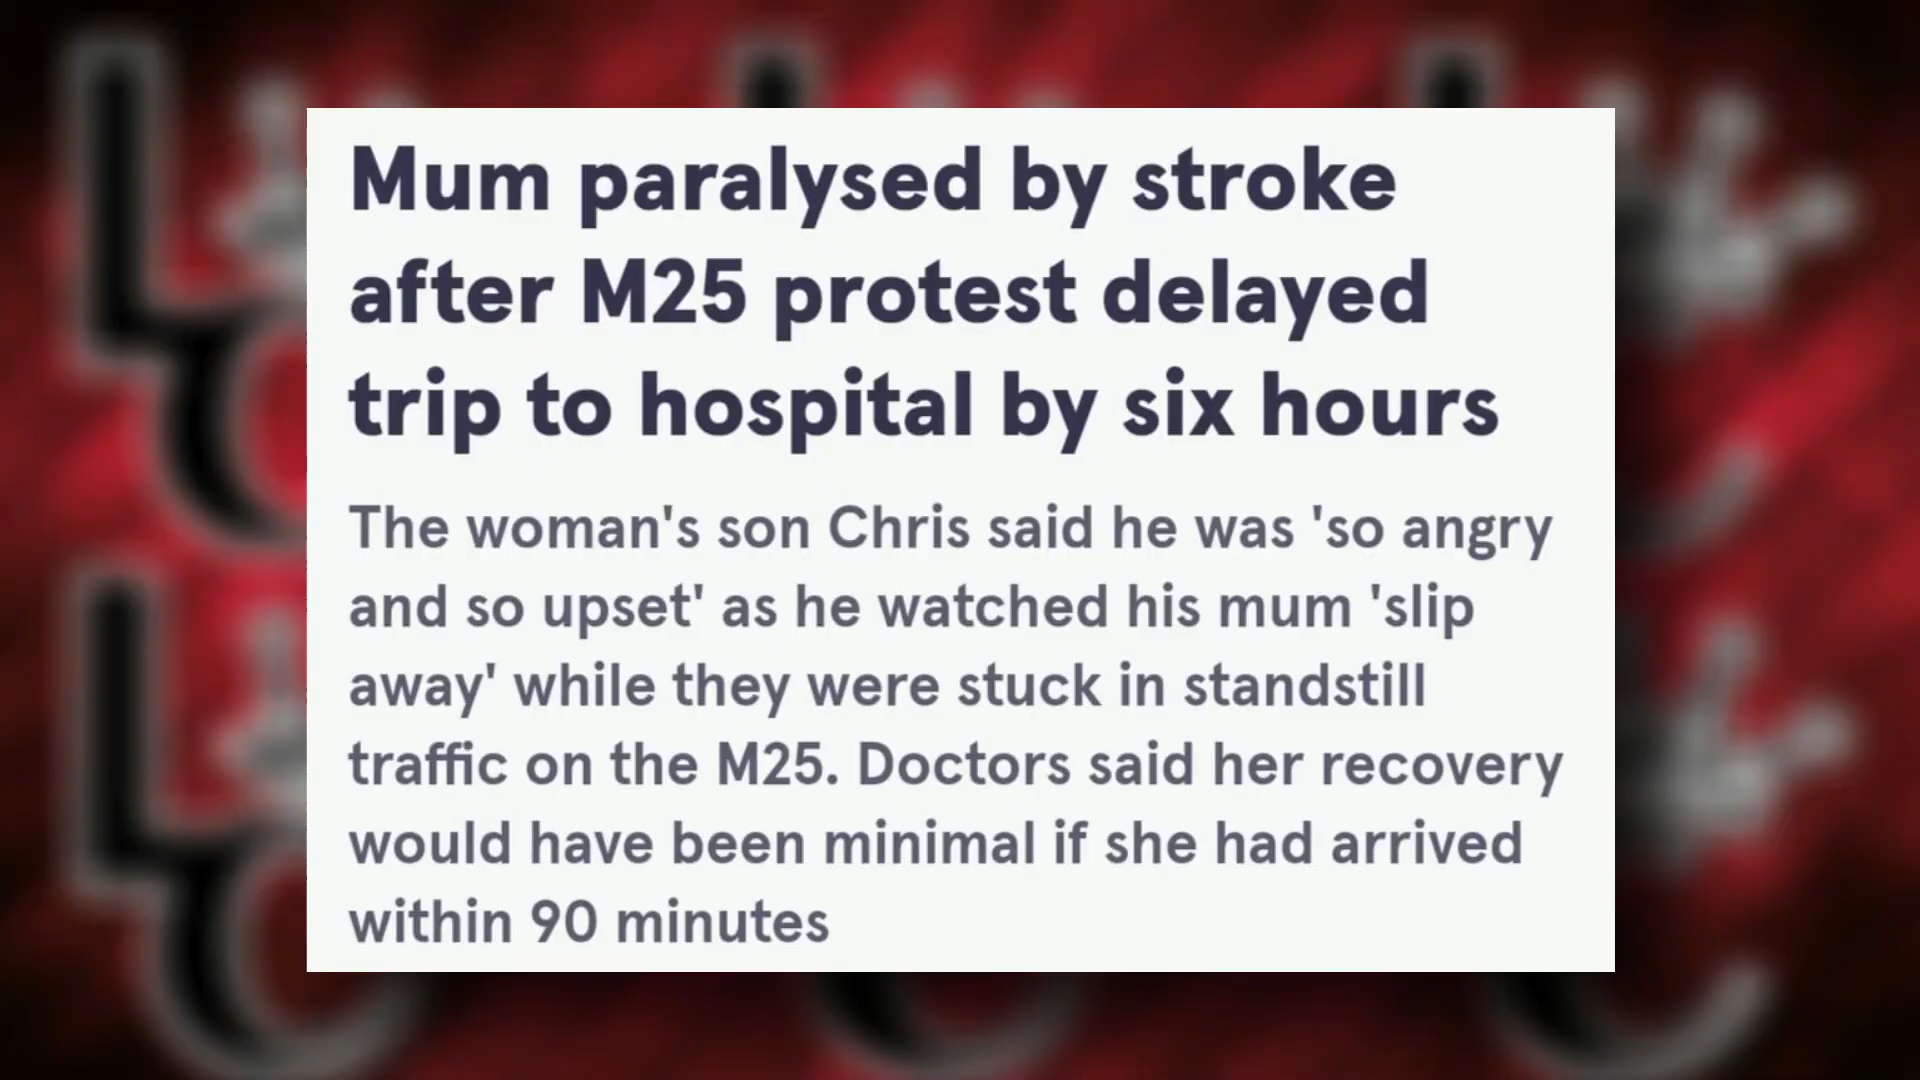 Mum paralysed by stroke
after M25 protest delayed
trip to hospital by six hours
The woman's son Chris said he was 'so angry
and so upset' as he watched his mum 'slip
away' while they were stuck in standstill
traffic on the M25. Doctors said her recovery
would have been minimal if she had arrived
within 90 minutes